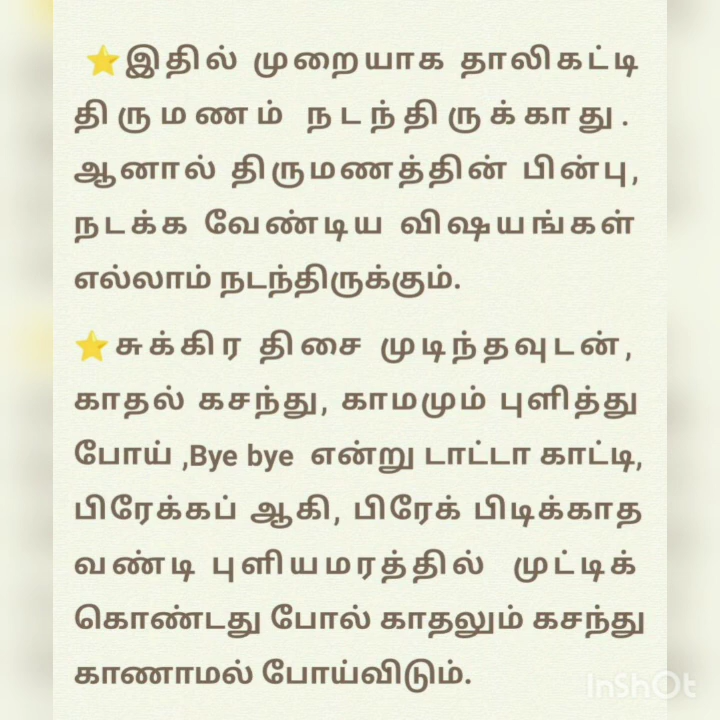 ⭐இதில் முறையாக தாலிகட்டி
திருமணம் நடந்திருக்காது.
ஆனால் திருமணத்தின் பின்பு,
நடக்க வேண்டிய விஷயங்கள்
எல்லாம் நடந்திருக்கும்.
⭐சுக்கிர திசை முடிந்தவுடன்,
காதல் கசந்து, காமமும் புளித்து
போய் ,Bye bye என்று டாட்டா காட்டி,
பிரேக்கப் ஆகி, பிரேக் பிடிக்காத
வண்டி புளியமரத்தில் முட்டிக்
கொண்டது போல் காதலும் கசந்து
காணாமல் போய்விடும்.
InShOt